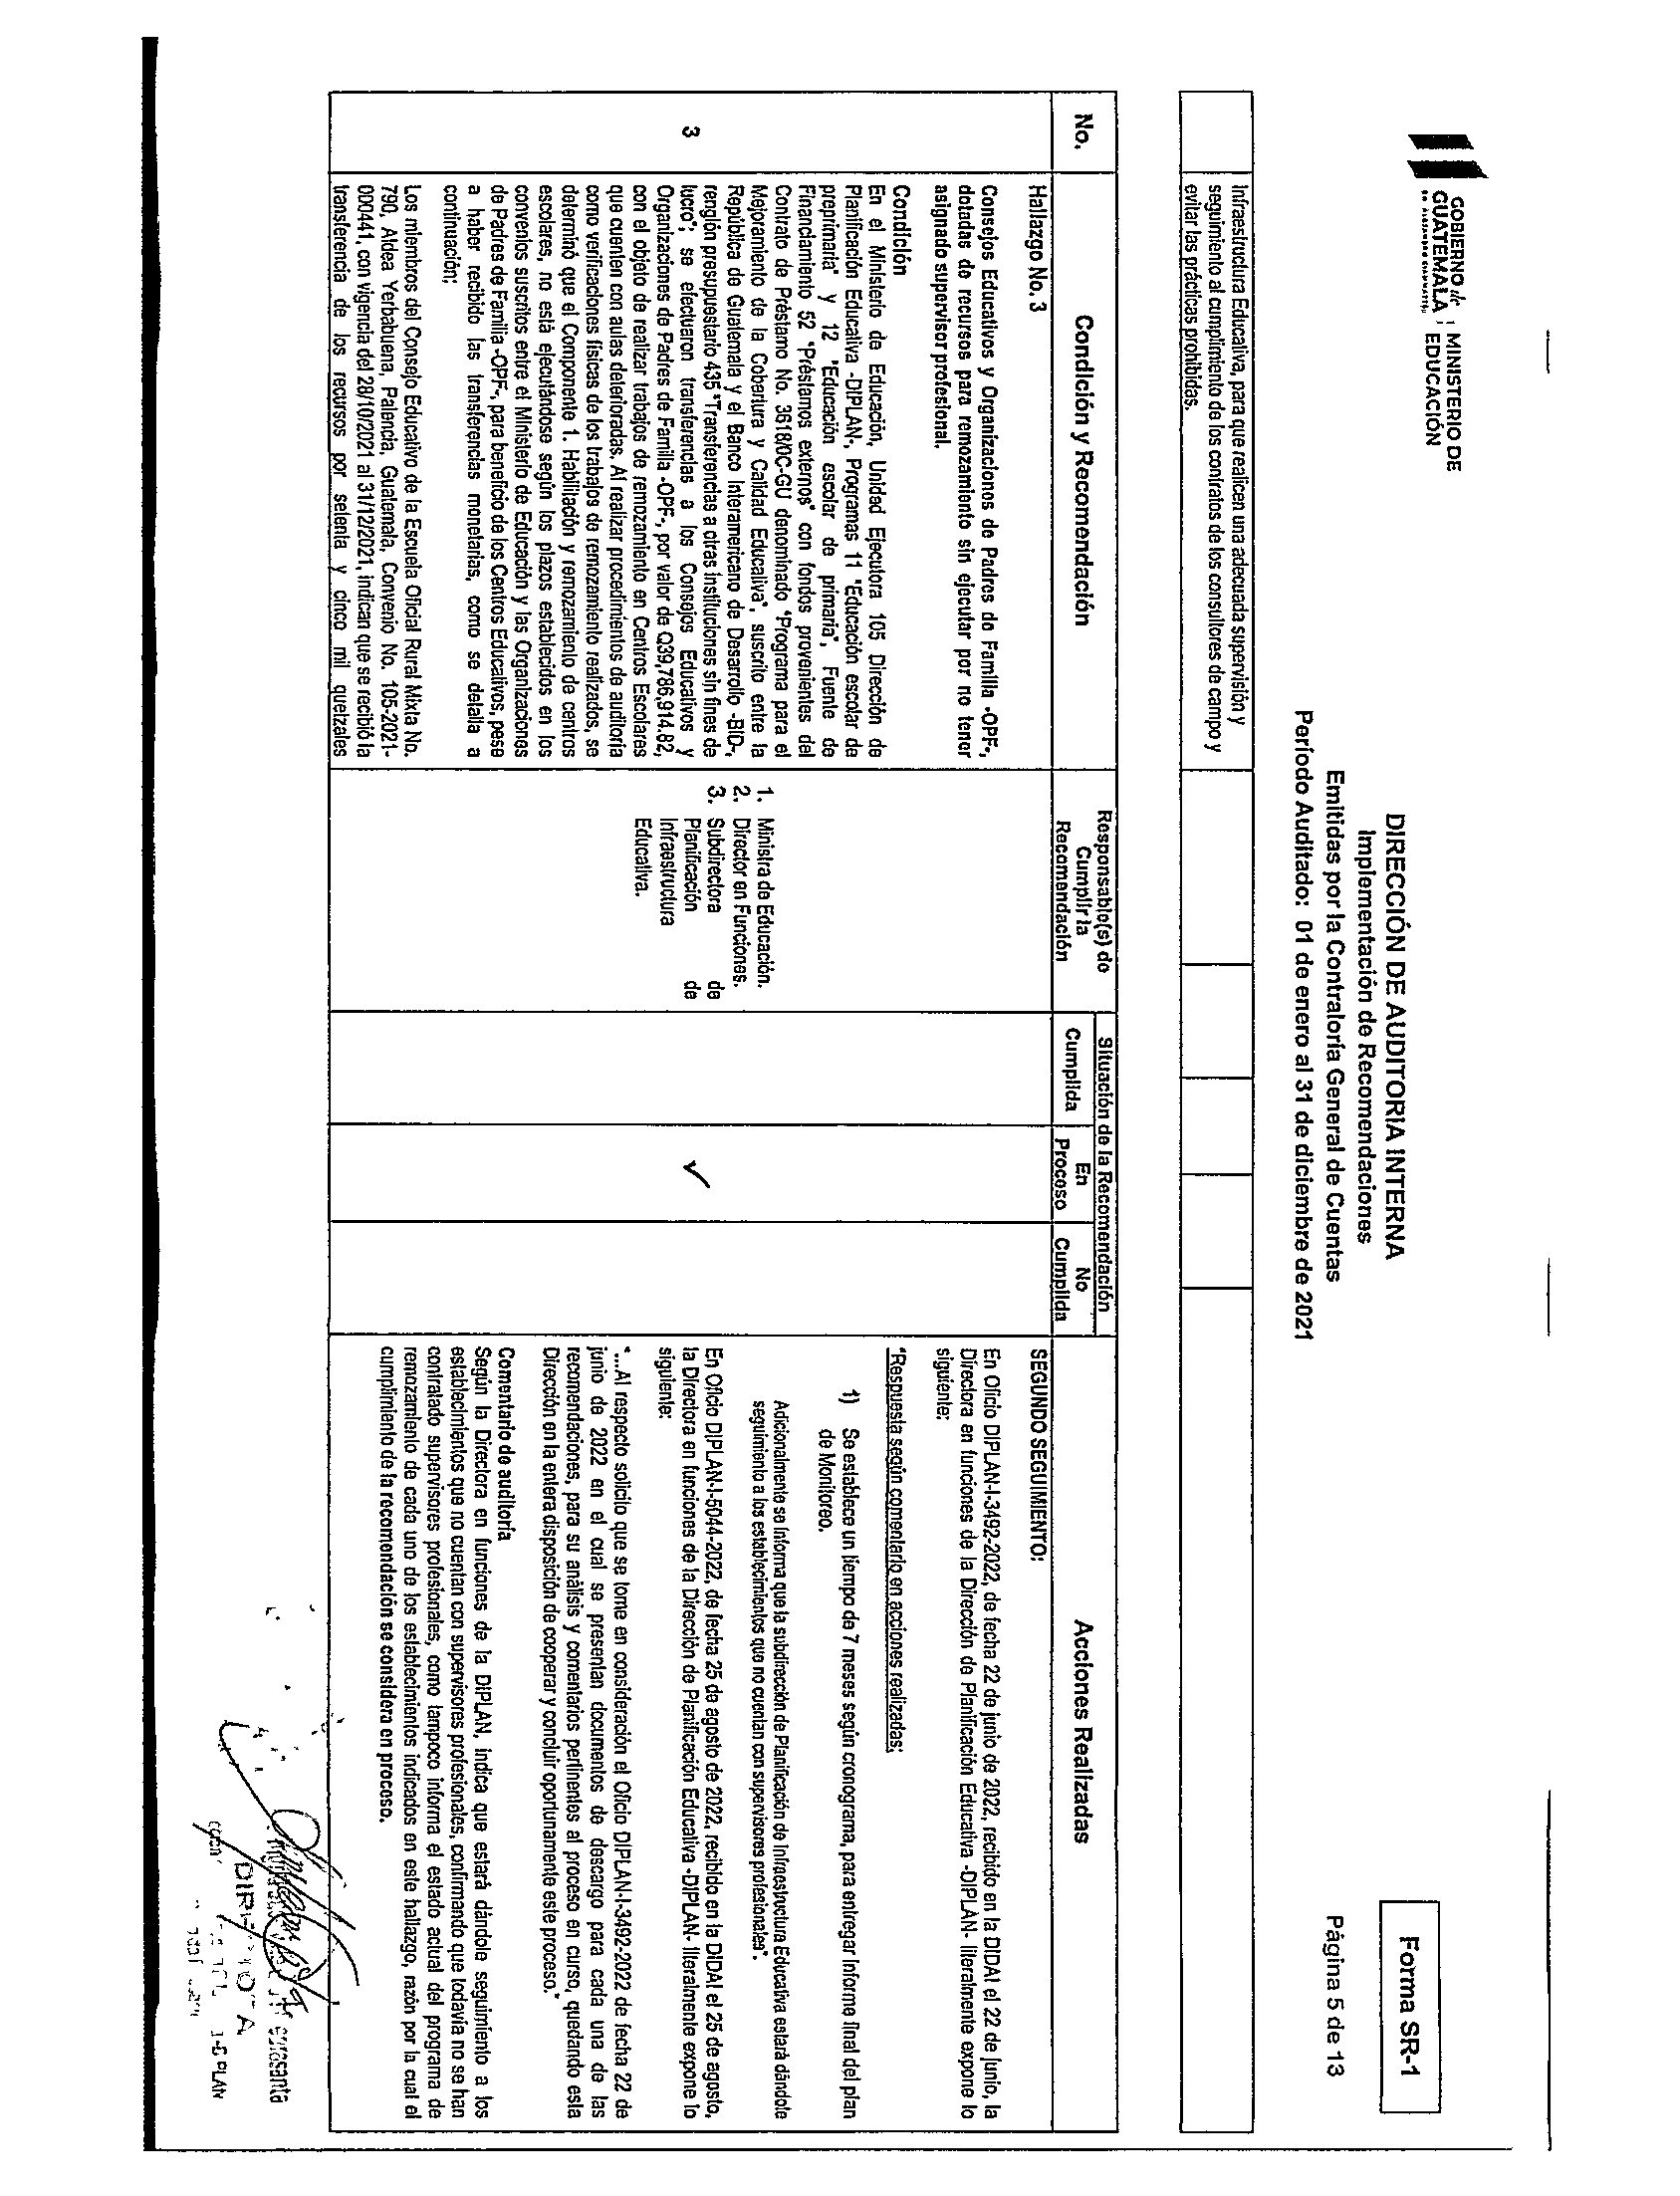 GOBIERNO de
GUATEMALA
MINISTERIO DE
EDUCACIÓN
DIRECCIÓN DE AUDITORIA INTERNA
Implementación de Recomendaciones
Emitidas por la Contraloría General de Cuentas
Período Auditado: 01 de enero al 31 de diciembre de 2021
Forma SR-1
Página 5 de 13
Infraestructura Educativa, para que realicen una adecuada supervisión y
seguimiento al cumplimiento de los contratos de los consultores de campo y
evitar las prácticas prohibidas.
No.
Condición y Recomendación
Responsable(s) de
Cumplir la
Recomendación
Situación de la Recomendación
Cumplida
En
Proceso
No
Cumplida
Acciones Realizadas
3
Hallazgo No. 3
Consejos Educativos y Organizaciones de Padres de Familia -OPF-,
dotadas de recursos para remozamiento sin ejecutar por no tener
asignado supervisor profesional.
Condición
En el Ministerio de Educación, Unidad Ejecutora 105 Dirección de
Planificación Educativa -DIPLAN-, Programas 11 "Educación escolar de
preprimaria" y 12 "Educación escolar de primaria", Fuente de
Financiamiento 52 "Préstamos externos" con fondos provenientes del
Contrato de Préstamo No. 3618/OC-GU denominado "Programa para el
Mejoramiento de la Cobertura y Calidad Educativa", suscrito entre la
República de Guatemala y el Banco Interamericano de Desarrollo -BID-,
renglón presupuestario 435 "Transferencias a otras instituciones sin fines de
lucro"; se efectuaron transferencias a los Consejos Educativos y
Organizaciones de Padres de Familia -OPF-, por valor de Q39,786,914.82,
con el objeto de realizar trabajos de remozamiento en Centros Escolares
que cuenten con aulas deterioradas. Al realizar procedimientos de auditoria
como verificaciones físicas de los trabajos de remozamiento realizados, se
determinó que el Componente 1. Habilitación y remozamiento de centros
escolares, no está ejecutándose según los plazos establecidos en los
convenios suscritos entre el Ministerio de Educación y las Organizaciones
de Padres de Familia -OPF-, para beneficio de los Centros Educativos, pese
a haber recibido las transferencias monetarias, como se detalla a
continuación:
Los miembros del Consejo Educativo de la Escuela Oficial Rural Mixta No.
790, Aldea Yerbabuena, Palencia, Guatemala, Convenio No. 105-2021-
000441, con vigencia del 28/10/2021 al 31/12/2021, indican que se recibió la
transferencia de los recursos por setenta y cinco mil quetzales
1. Ministra de Educación.
2. Director en Funciones.
3. Subdirectora de
Planificación de
Infraestructura
Educativa.
✓
SEGUNDO SEGUIMIENTO:
En Oficio DIPLAN-I-3492-2022, de fecha 22 de junio de 2022, recibido en la DIDAI el 22 de junio, la
Directora en funciones de la Dirección de Planificación Educativa -DIPLAN- literalmente expone lo
siguiente:
"Respuesta según comentario en acciones realizadas:
1) Se establece un tiempo de 7 meses según cronograma, para entregar Informe final del plan
de Monitoreo.
Adicionalmente se informa que la subdirección de Planificación de Infraestructura Educativa estará dándole
seguimiento a los establecimientos que no cuentan con supervisores profesionales".
En Oficio DIPLAN-I-5044-2022, de fecha 25 de agosto de 2022, recibido en la DIDAI el 25 de agosto,
la Directora en funciones de la Dirección de Planificación Educativa -DIPLAN- literalmente expone lo
siguiente:
"...Al respecto solicito que se tome en consideración el Oficio DIPLAN-I-3492-2022 de fecha 22 de
junio de 2022 en el cual se presentan documentos de descargo para cada una de las
recomendaciones, para su análisis y comentarios pertinentes al proceso en curso, quedando esta
Dirección en la entera disposición de cooperar y concluir oportunamente este proceso."
Comentario de auditoría
Según la Directora en funciones de la DIPLAN, indica que estará dándole seguimiento a los
establecimientos que no cuentan con supervisores profesionales, confirmando que todavía no se han
contratado supervisores profesionales, como tampoco informa el estado actual del programa de
remozamiento de cada uno de los establecimientos indicados en este hallazgo, razón por la cual el
cumplimiento de la recomendación se considera en proceso.